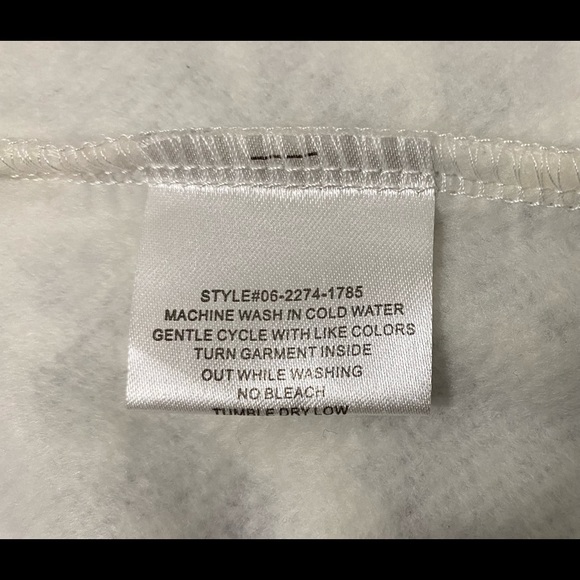 STYLE#06-2274-1785
MACHINE WASH IN COLD WATER
GENTLE CYCLE WITH LIKE COLORS
TURN GARMENT INSIDE
OUT WHILE WASHING
NO BLEACH
TUMBLE DRY LOW